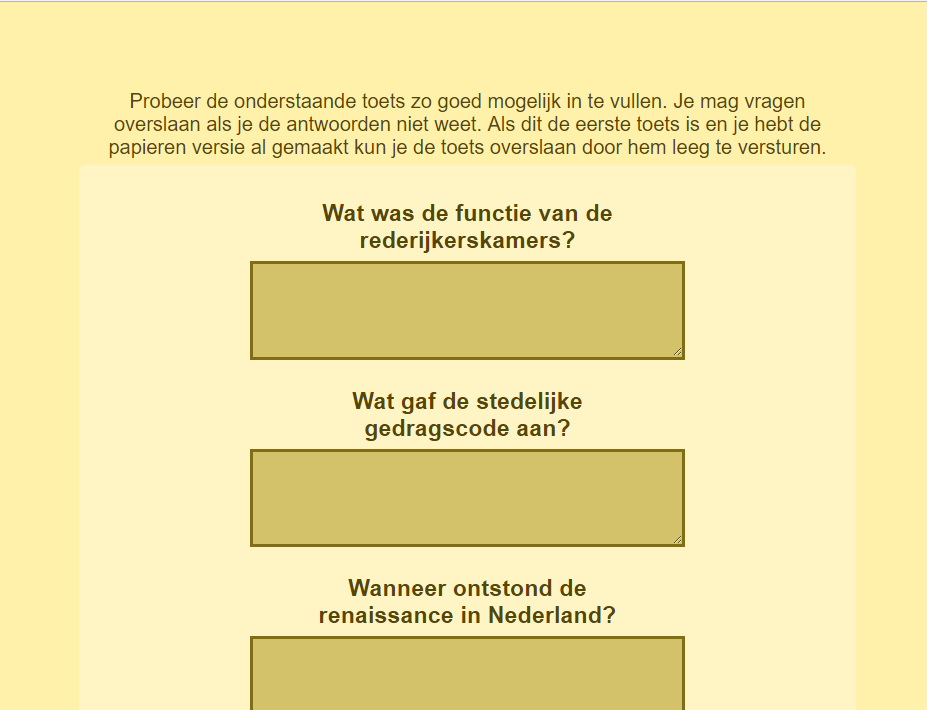 Probeer de onderstaande toets zo goed mogelijk in te vullen. Je mag vragen
overslaan als je de antwoorden niet weet. Als dit de eerste toets is en je hebt de
papieren versie al gemaakt kun je de toets overslaan door hem leeg te versturen.
Wat was de functie van de
rederijkerskamers?
Wat gaf de stedelijke
gedragscode aan?
Wanneer ontstond de
renaissance in Nederland?